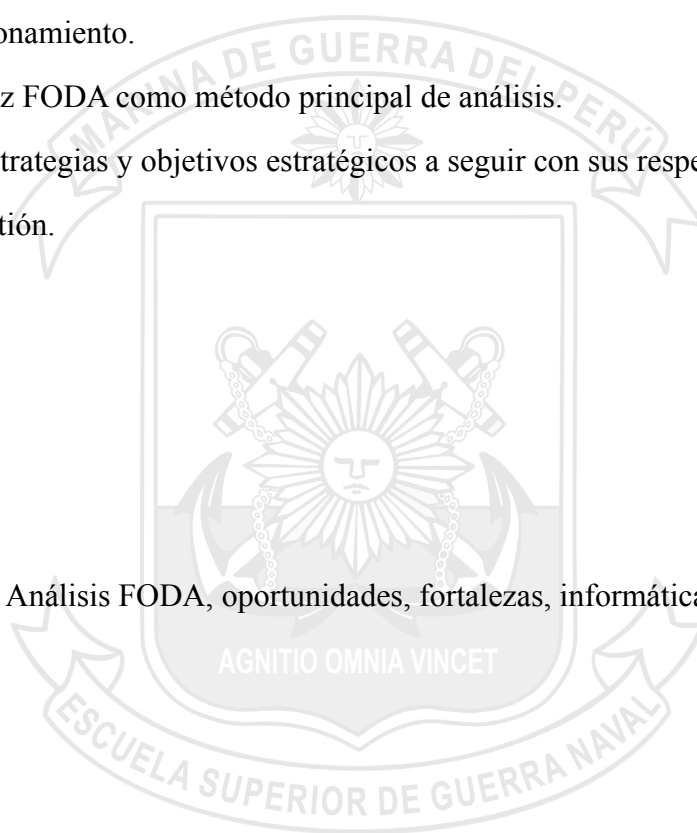 onamiento.
MARINA DE GUERRA DEL PERÚ
z FODA como método principal de análisis.
trategias y objetivos estratégicos a seguir con sus respe
tión.
Análisis FODA, oportunidades, fortalezas, informática
AGNITIO OMNIA VINCET
ESCUELA SUPERIOR DE GUERRA NAVAL